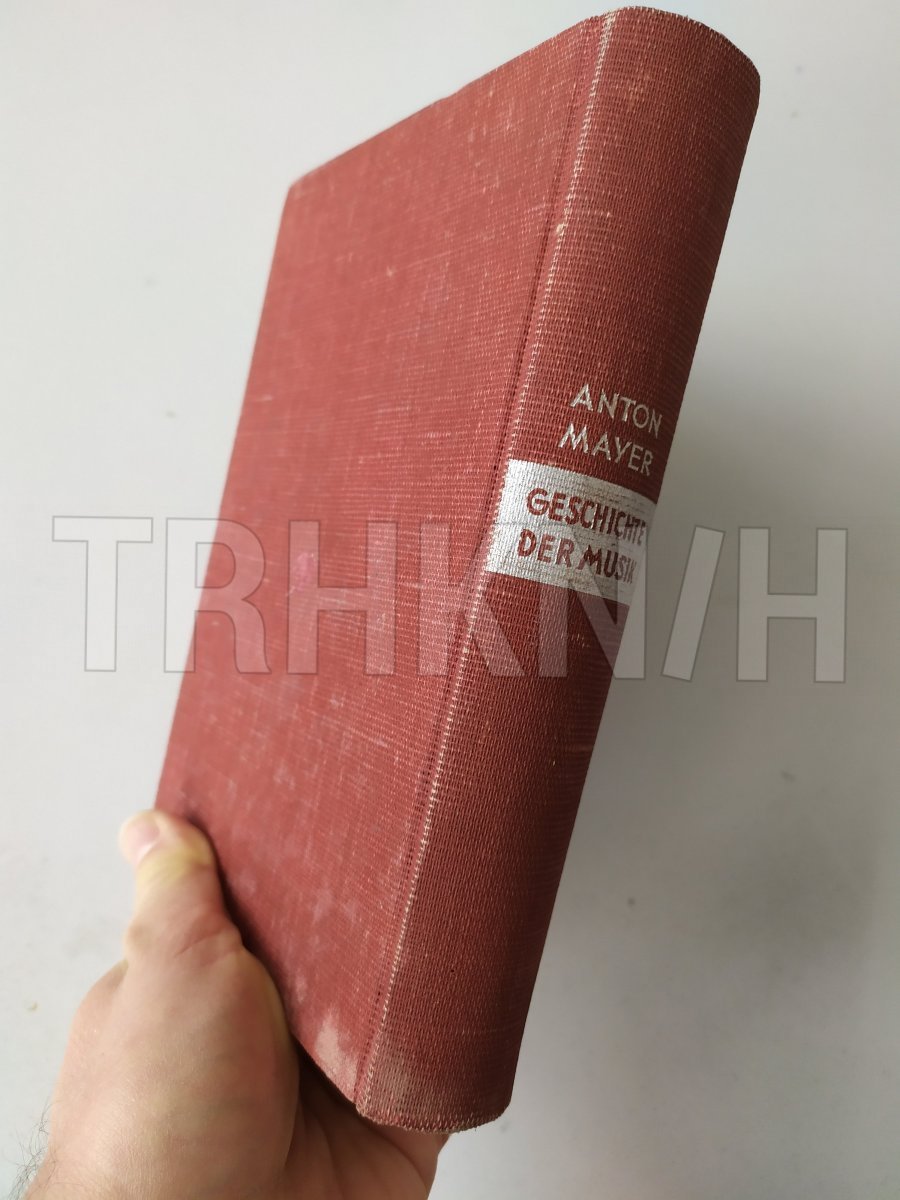 ANTON
MAYER
GESCHICHTE
DER MUSIK
TRHKN/H